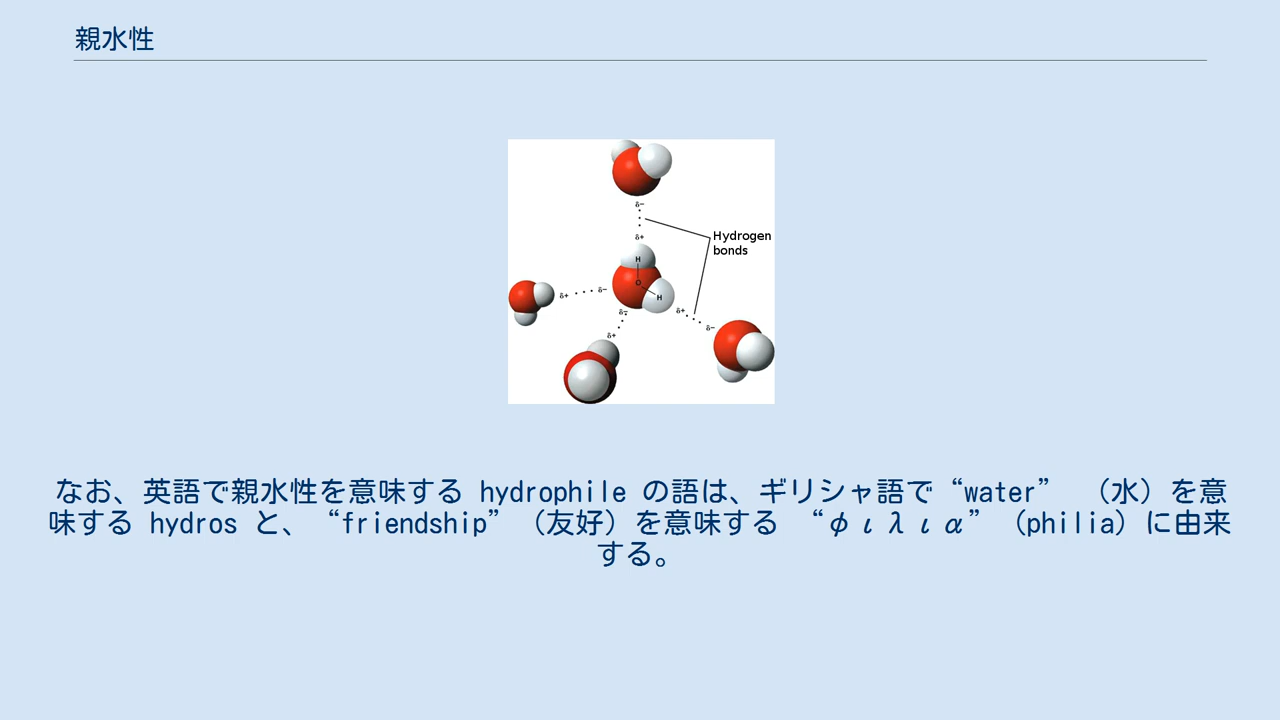 親水性
δ−
δ+
Hydrogen
bonds
H
O
H
δ+
δ−
δ−
δ+
δ−
δ+
なお、英語で親水性を意味する hydrophile の語は、ギリシャ語で“water” （水）を意
味する hydros と、 “friendship” （友好）を意味する “φιλια” （philia）に由来
する。